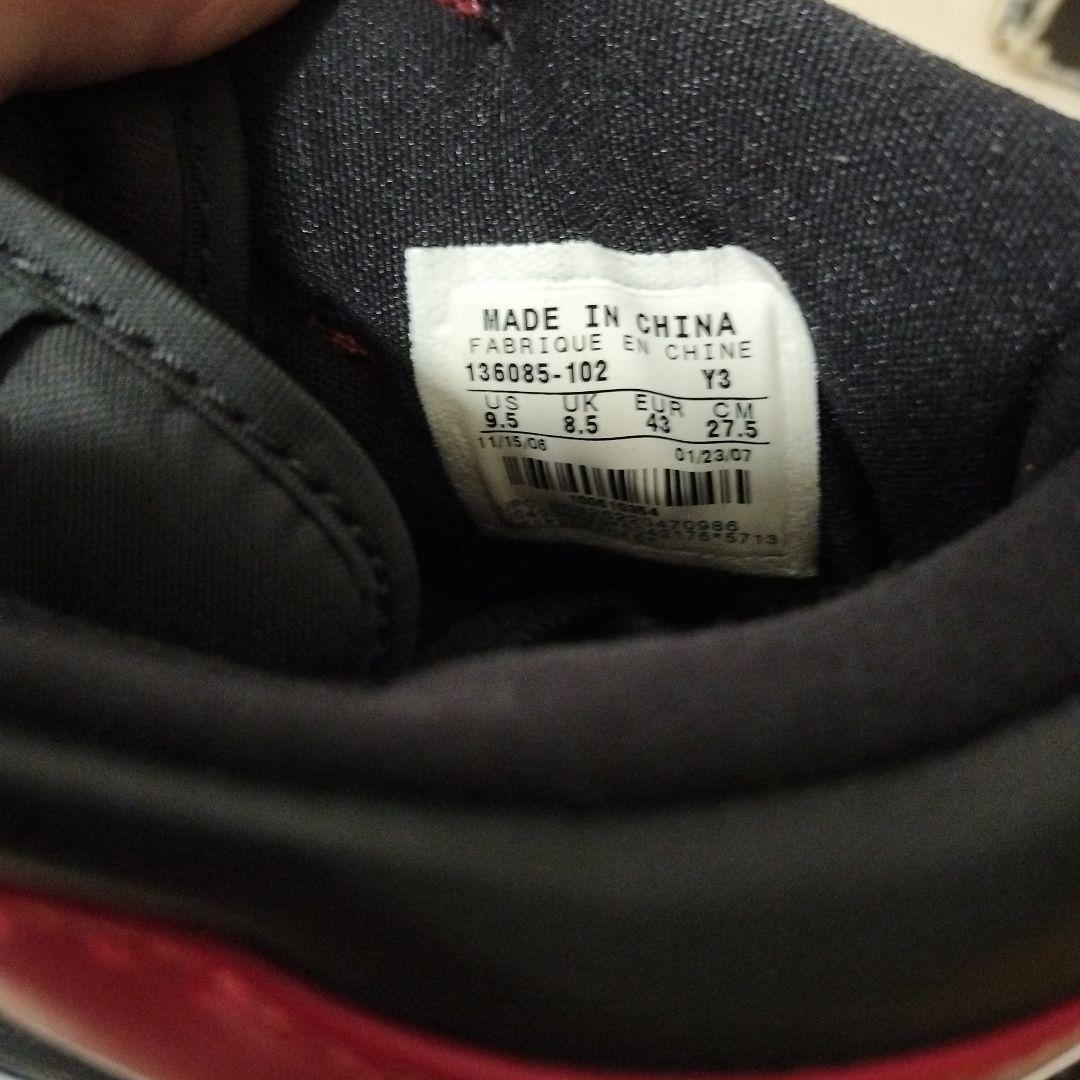 MADE IN CHINA
FABRIQUE EN CHINE
136085-102 Y3
US UK EUR CM
9.5 8.5 43 27.5
11/15/06 01/23/07